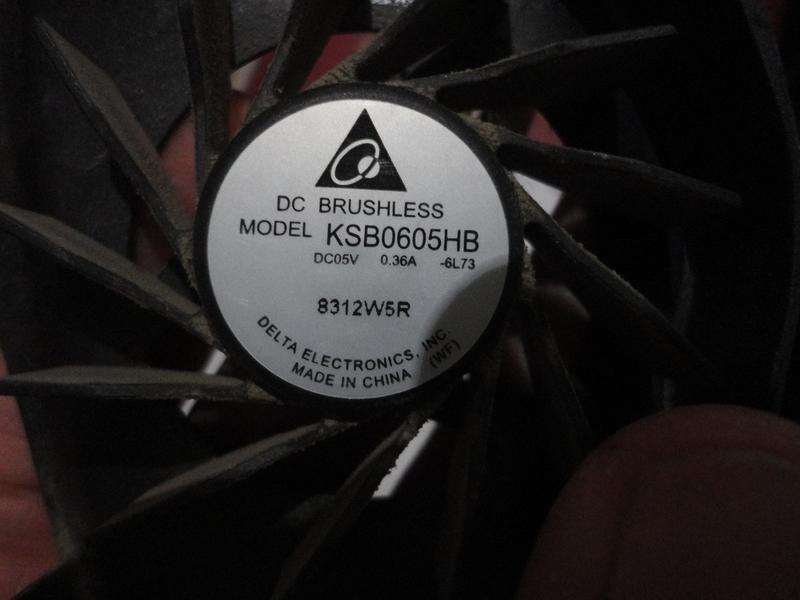 DC BRUSHLESS
MODEL KSB0605HB
DC05V 0.36A -6L73
8312W5R
DELTA ELECTRONICS, INC.
MADE IN CHINA (WF)